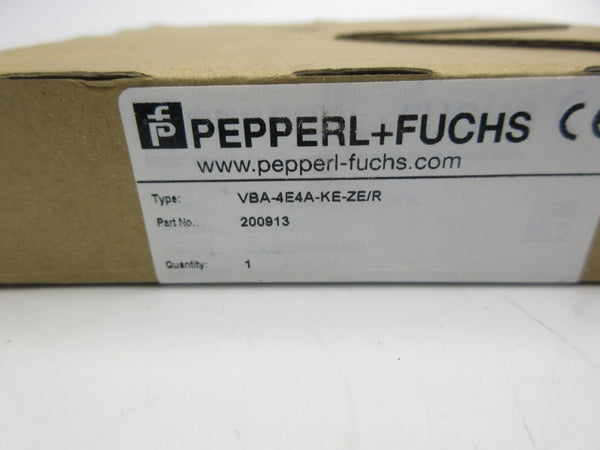 PEPPERL+FUCHS CE
www.pepperl-fuchs.com
Type: VBA-4E4A-KE-ZE/R
Part No.: 200913
Quantity: 1